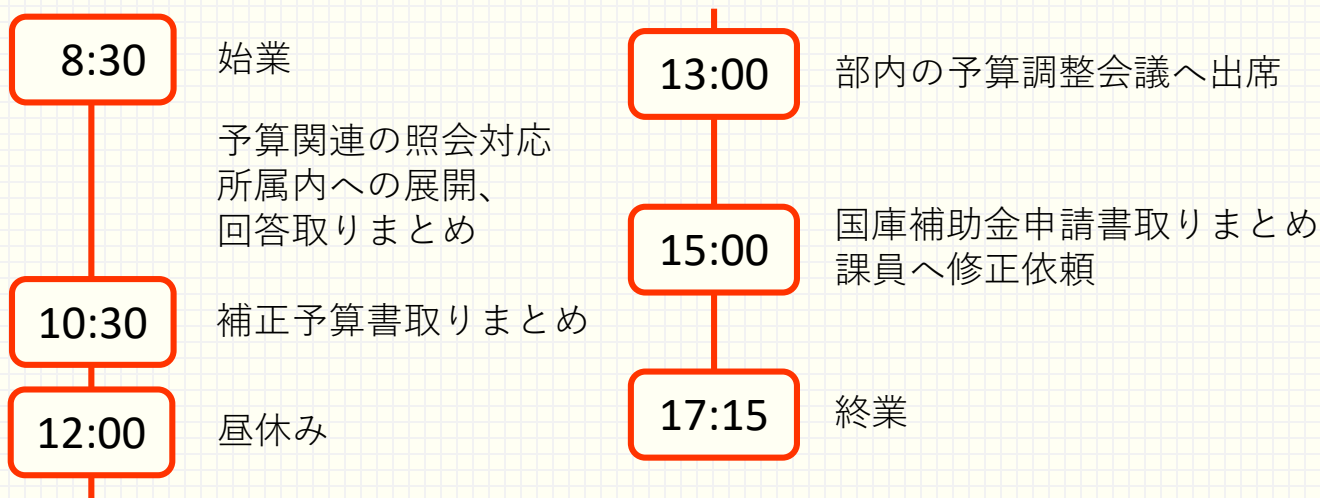 8:30
始業
予算関連の照会対応
所属内への展開、
回答取りまとめ
10:30
補正予算書取りまとめ
12:00
昼休み
13:00
部内の予算調整会議へ出席
15:00
国庫補助金申請書取りまとめ
課員へ修正依頼
17:15
終業